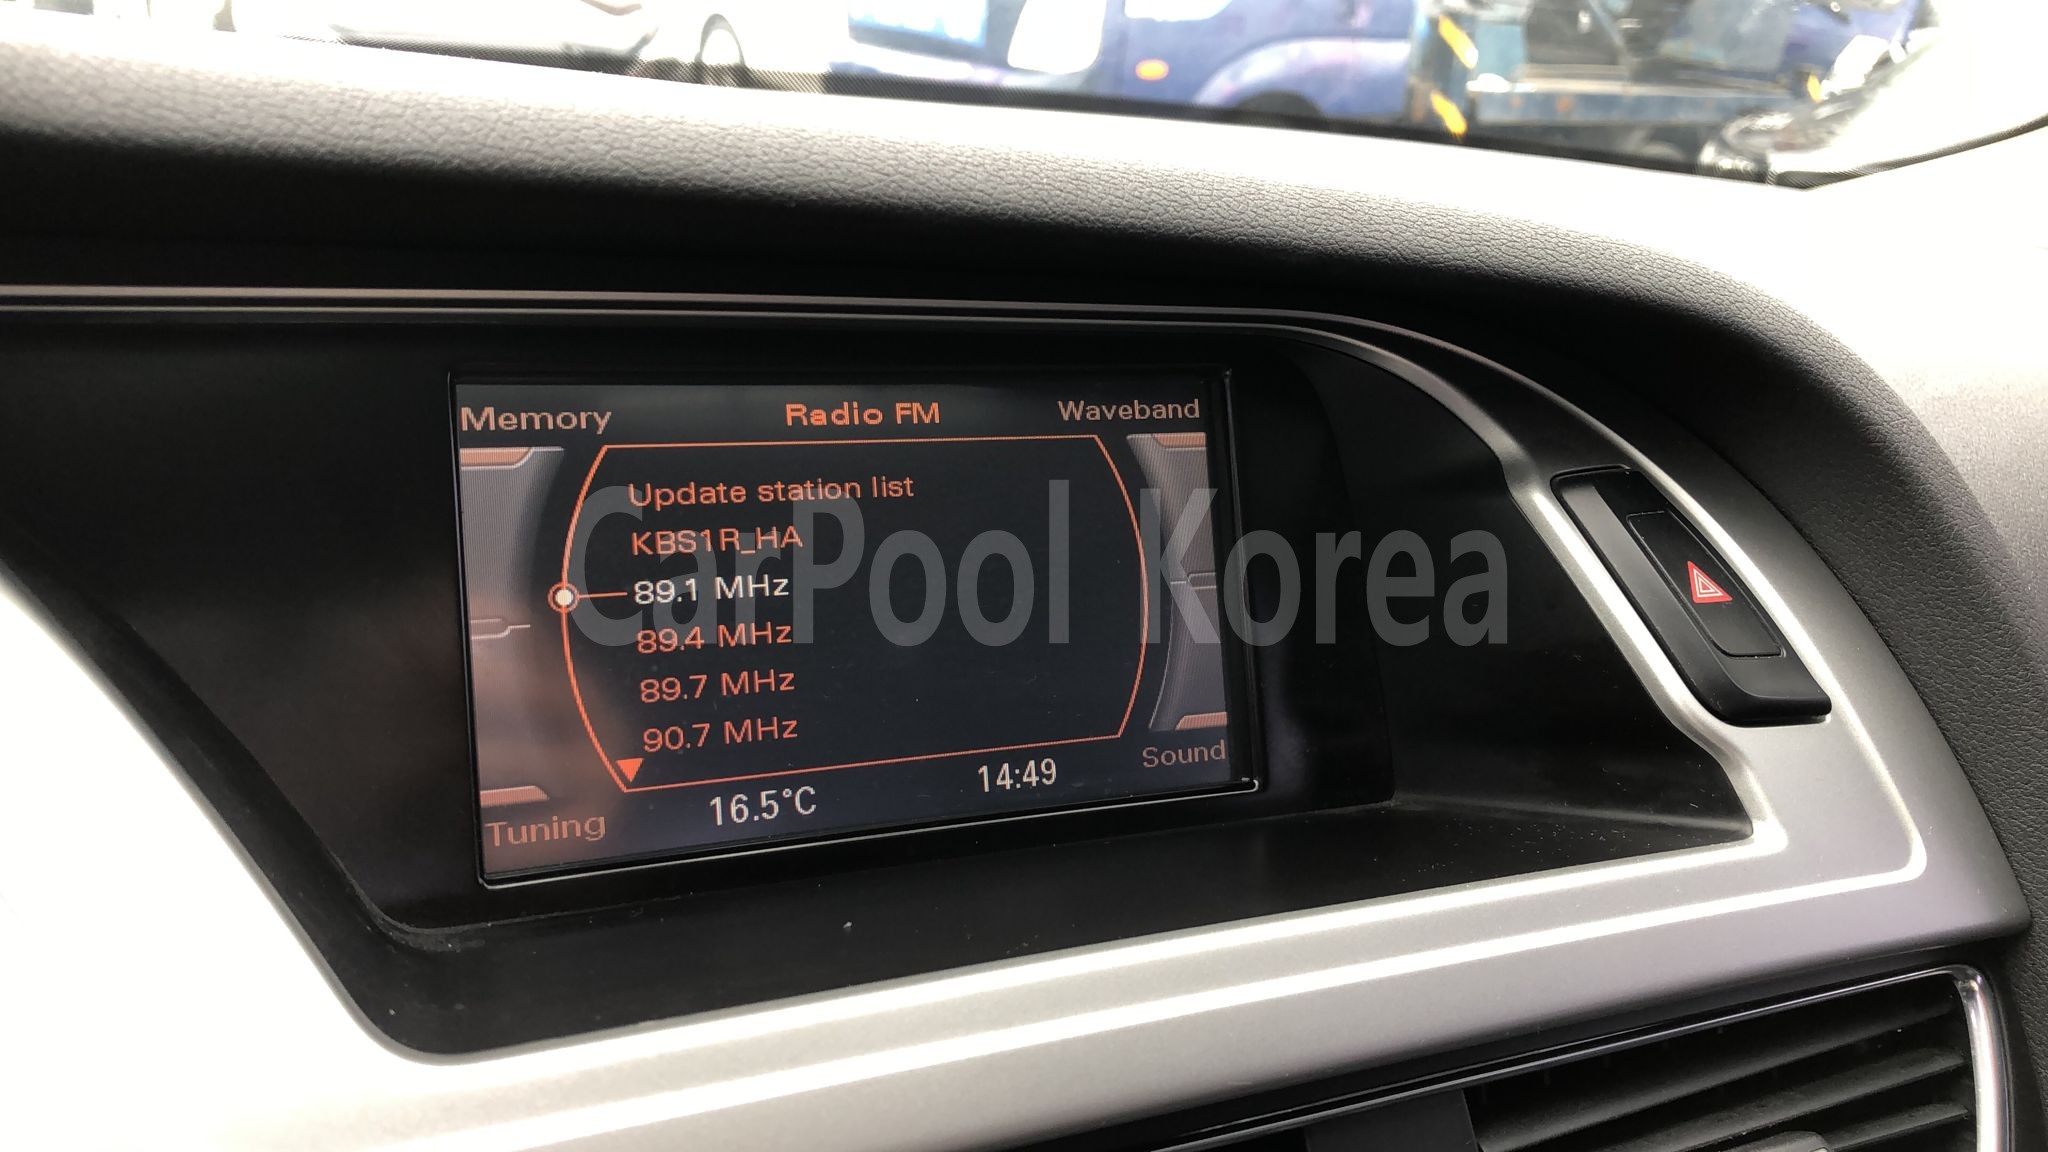 Memory
Radio FM
Waveband
Update station list
KBS1R_HA
89.1 MHz
89.4 MHz
89.7 MHz
90.7 MHz
16.5°C
14:49
Tuning
Sound
CarPool Korea